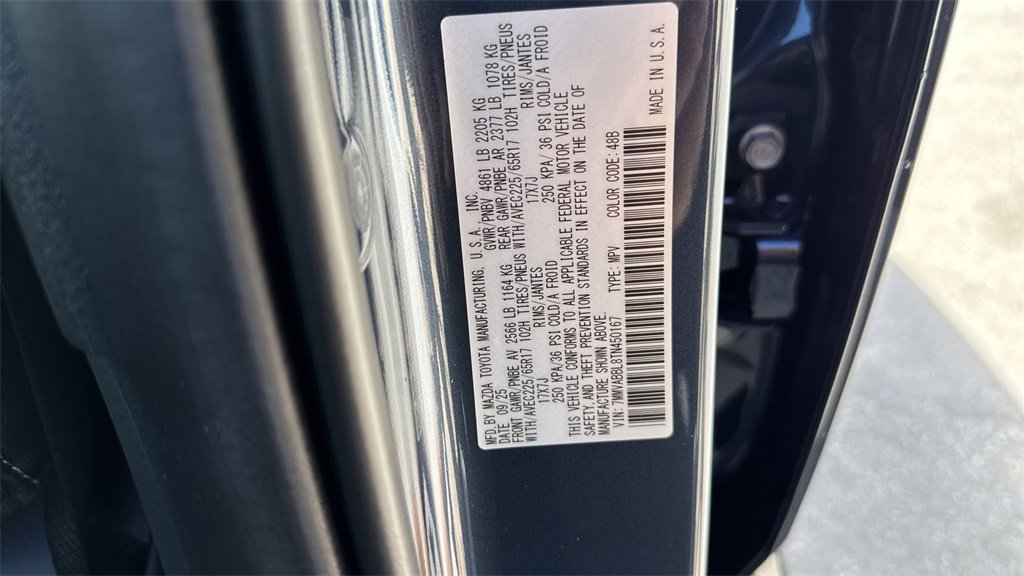 MFD.BY MAZDA TOYOTA MANUFACTURING, U.S.A. INC.
DATE 09/25 GVWR/PNBV 4861 LB 2205 KG
FRONT GAWR/PNBE AV 2566 LB 1164 KG REAR GAWR/PNBE AR 2377 LB 1078 KG
WITH/AVEC225/65R17 102H TIRES/PNEUS WITH/AVEC225/65R17 102H TIRES/PNEUS
17X7J RIMS/JANTES 17X7J RIMS/JANTES
250 KPA/36 PSI COLD/A FROID 250 KPA/ 36 PSI COLD/A FROID
THIS VEHICLE CONFORMS TO ALL APPLICABLE FEDERAL MOTOR VEHICLE
SAFETY AND THEFT PREVENTION STANDARDS IN EFFECT ON THE DATE OF
MANUFACTURE SHOWN ABOVE.
VIN: 7MMVABBL8TN450167 TYPE: MPV COLOR CODE: 48B
MADE IN U.S.A.